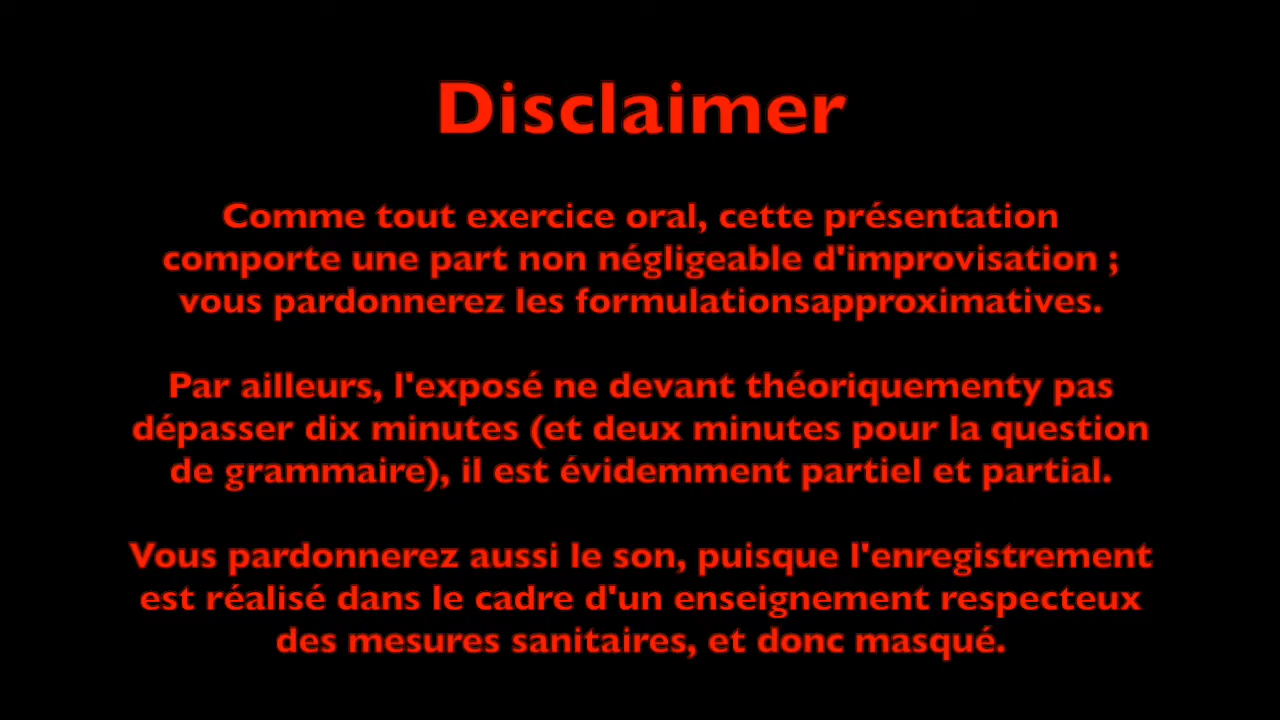 Disclaimer
Comme tout exercice oral, cette présentation
comporte une part non négligeable d'improvisation ;
vous pardonnerez les formulationsapproximatives.
Par ailleurs, l'exposé ne devant théoriquementy pas
dépasser dix minutes (et deux minutes pour la question
de grammaire), il est évidemment partiel et partial.
Vous pardonnerez aussi le son, puisque l'enregistrement
est réalisé dans le cadre d'un enseignement respecteux
des mesures sanitaires, et donc masqué.